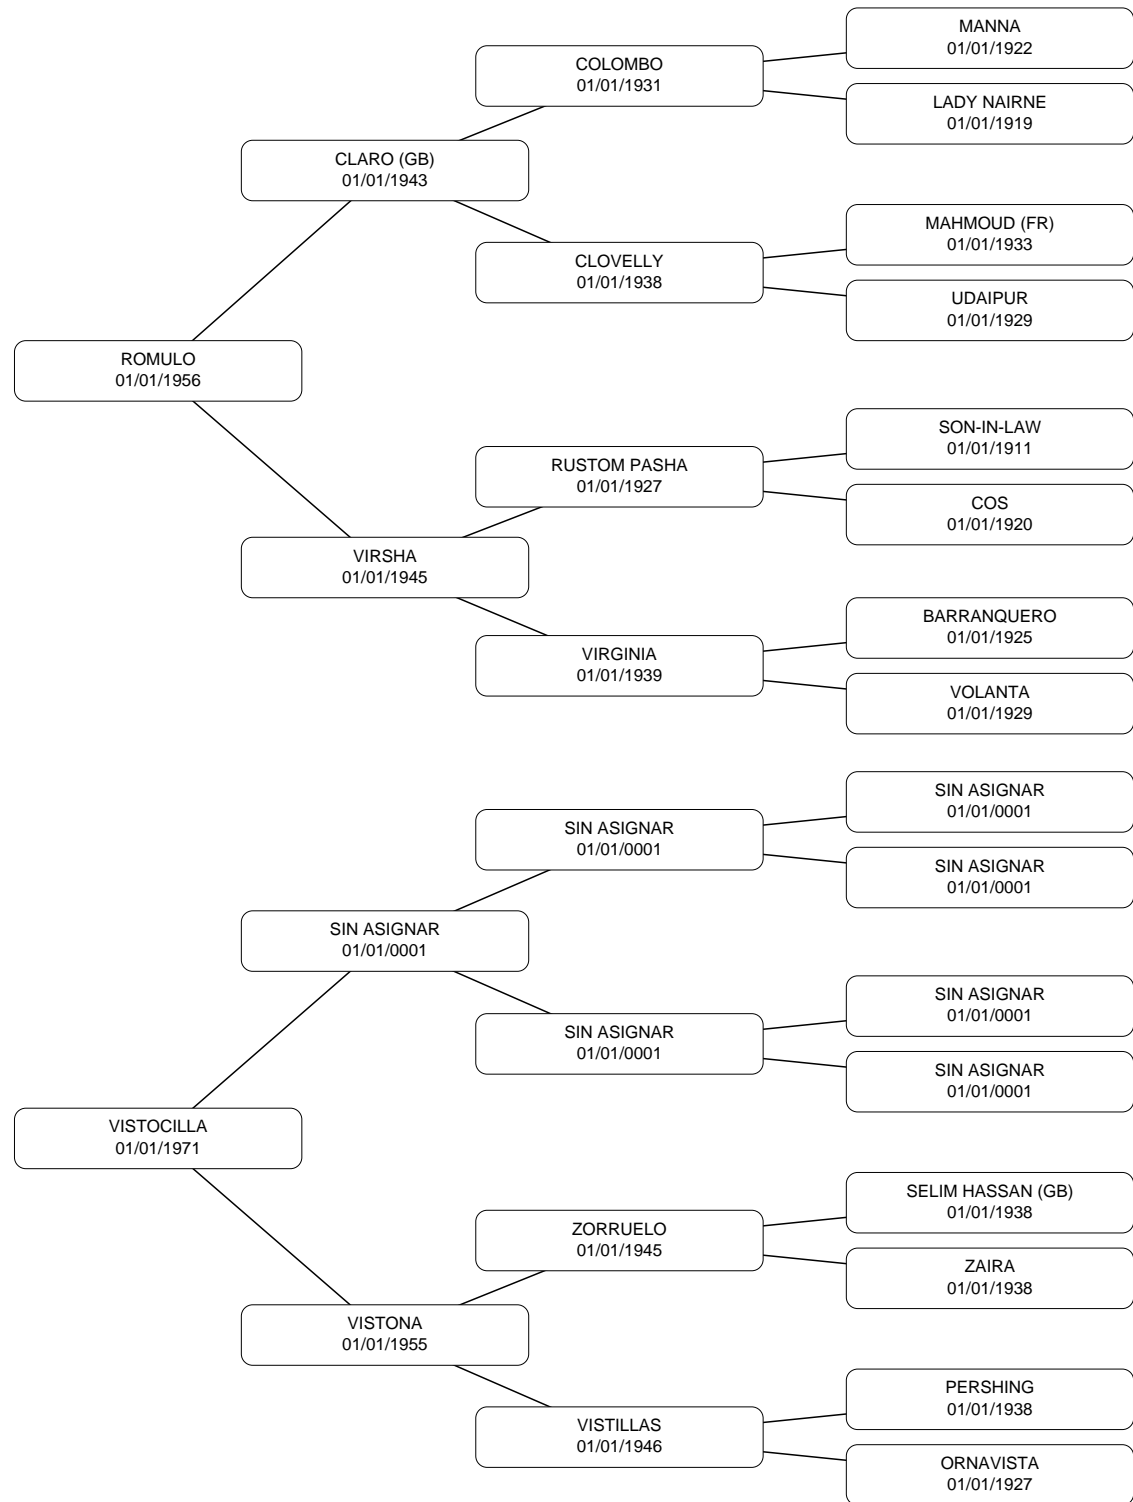 MANNA
01/01/1922
COLOMBO
01/01/1931
LADY NAIRNE
01/01/1919
CLARO (GB)
01/01/1943
MAHMOUD (FR)
01/01/1933
CLOVELLY
01/01/1938
UDAIPUR
01/01/1929
ROMULO
01/01/1956
SON-IN-LAW
01/01/1911
RUSTOM PASHA
01/01/1927
COS
01/01/1920
VIRSHA
01/01/1945
BARRANQUERO
01/01/1925
VIRGINIA
01/01/1939
VOLANTA
01/01/1929
SIN ASIGNAR
01/01/0001
SIN ASIGNAR
01/01/0001
SIN ASIGNAR
01/01/0001
SIN ASIGNAR
01/01/0001
SIN ASIGNAR
01/01/0001
SIN ASIGNAR
01/01/0001
SIN ASIGNAR
01/01/0001
VISTOCILLA
01/01/1971
SELIM HASSAN (GB)
01/01/1938
ZORRUELO
01/01/1945
ZAIRA
01/01/1938
VISTONA
01/01/1955
PERSHING
01/01/1938
VISTILLAS
01/01/1946
ORNAVISTA
01/01/1927